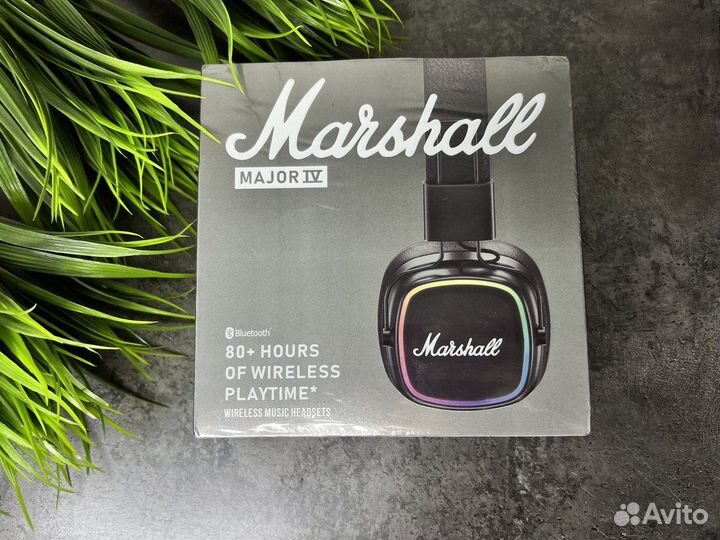 Marshall
MAJOR IV
Bluetooth
80+ HOURS
OF WIRELESS
PLAYTIME*
WIRELESS MUSIC HEADSETS
Marshall
Avito